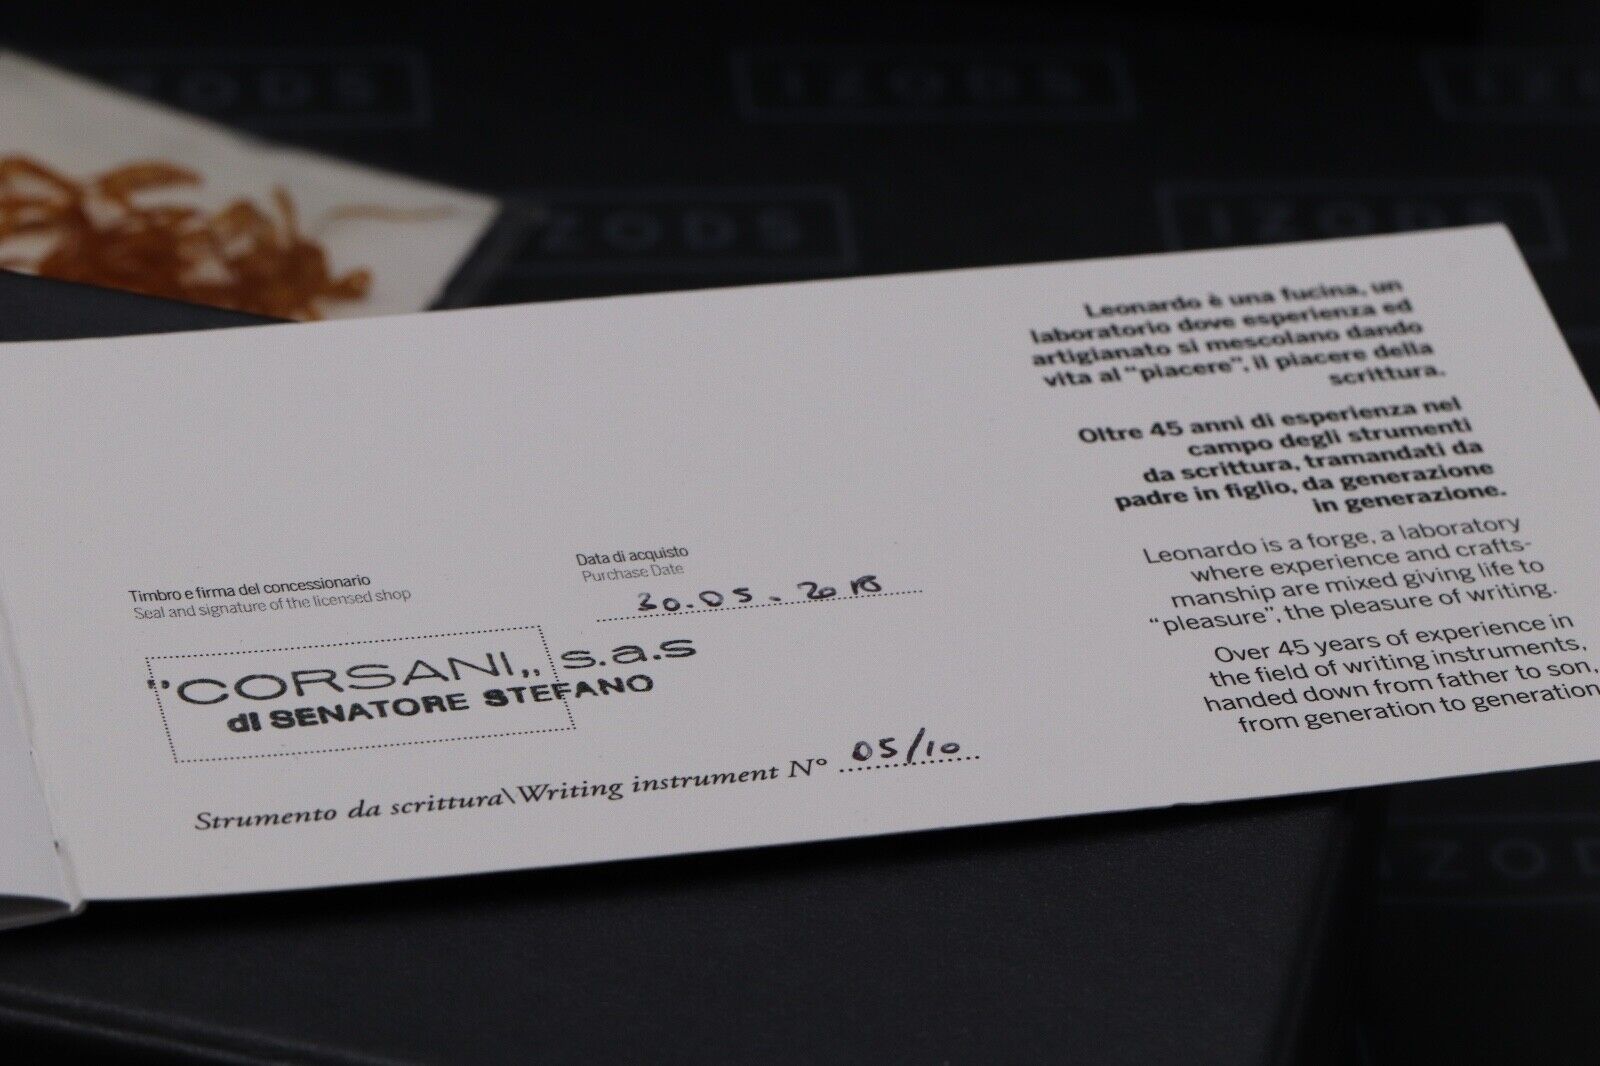 IZODS
IZODS
IZODS
Leonardo è una fucina, un
laboratorio dove esperienza ed
artigianato si mescolano dando
vita al "piacere", il piacere della
scrittura.
Oltre 45 anni di esperienza nel
campo degli strumenti
da scrittura, tramandati da
padre in figlio, da generazione
in generazione.
Leonardo is a forge, a laboratory
where experience and crafts-
manship are mixed giving life to
"pleasure", the pleasure of writing.
Over 45 years of experience in
the field of writing instruments,
handed down from father to son,
from generation to generation
Timbro e firma del concessionario
Seal and signature of the licensed shop
Data di acquisto
Purchase Date
30.05.2018
"CORSANI„ s.a.s
di SENATORE STEFANO
Strumento da scrittura\Writing instrument N° 05/10